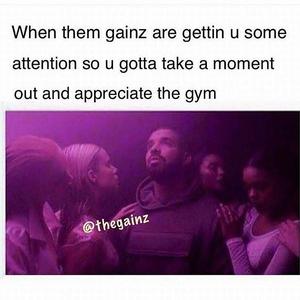 When them gainz are gettin u some
attention so u gotta take a moment
out and appreciate the gym
@thegainz